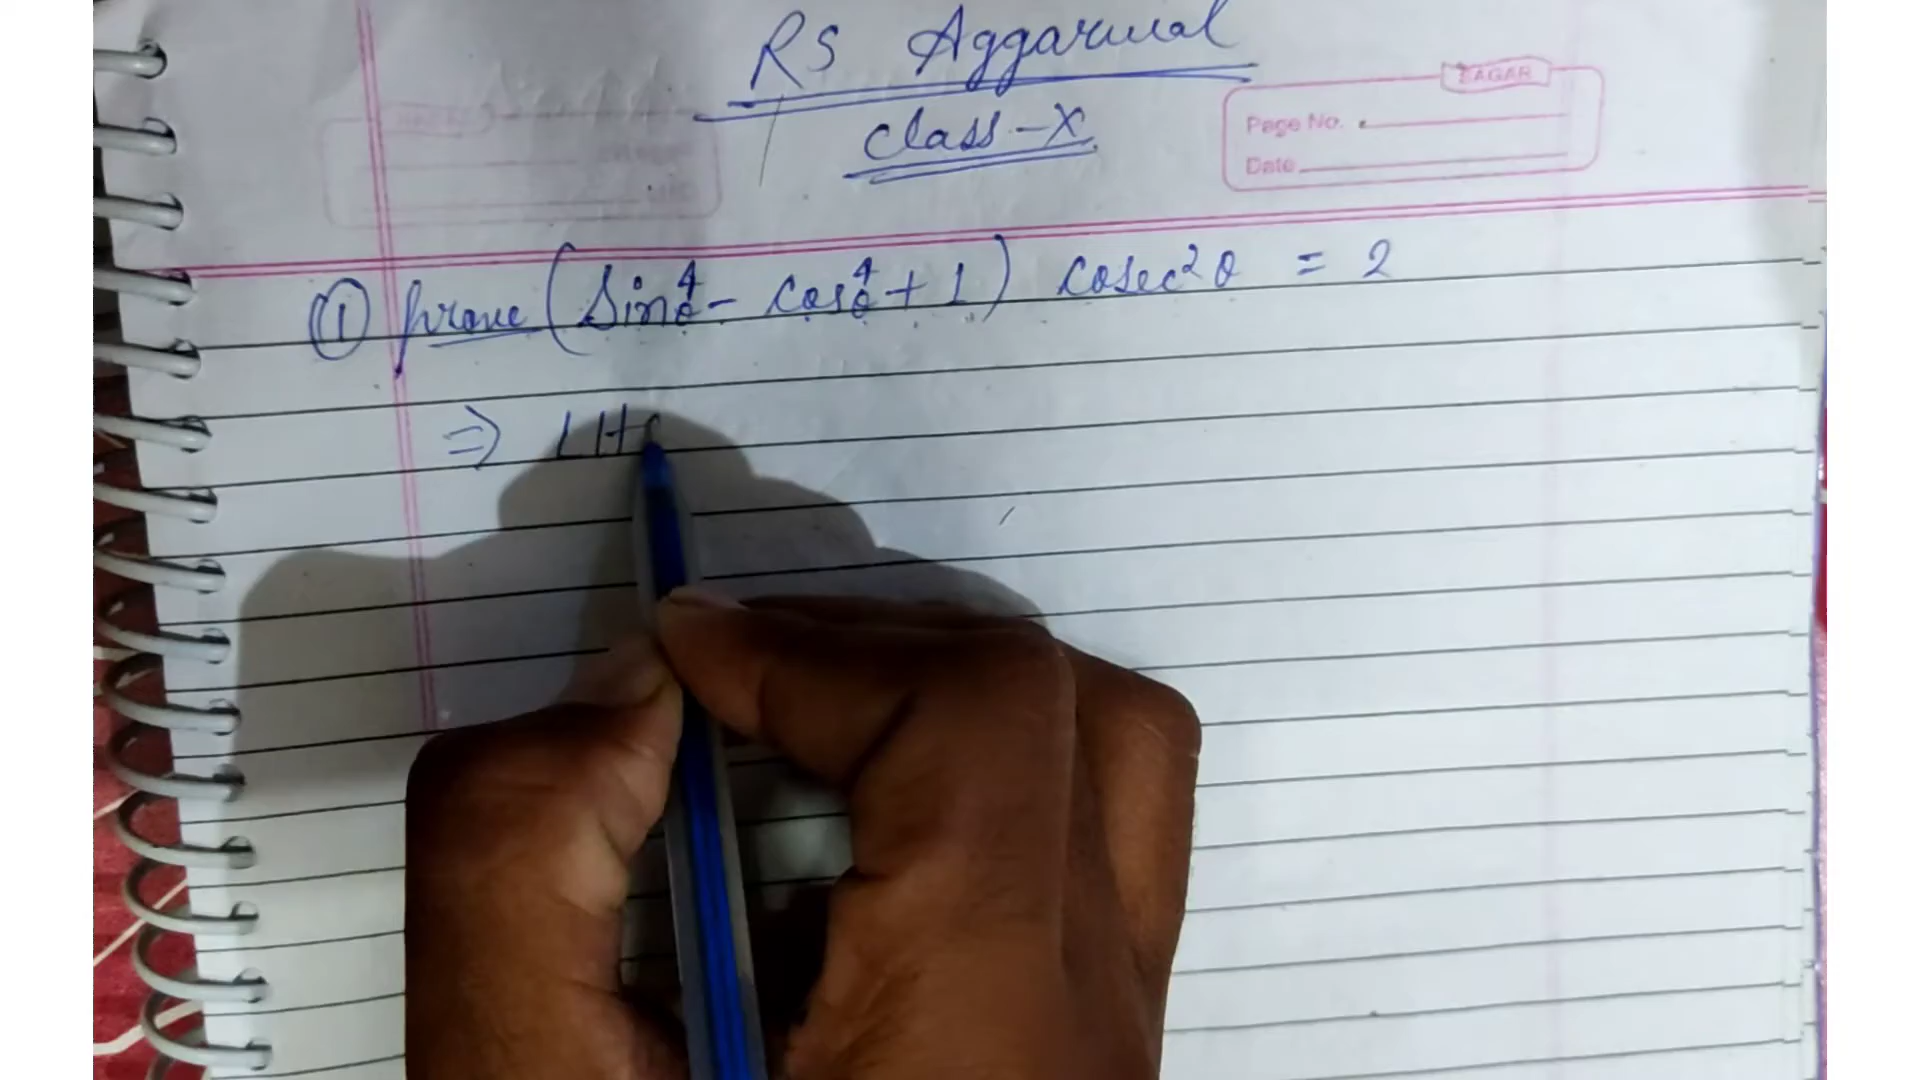 RS Aggarwal
Class-X
SAGAR
Page No.
Date
① prove (Sin⁴θ - cos⁴θ + 1) cosec²θ = 2
⇒ LHS